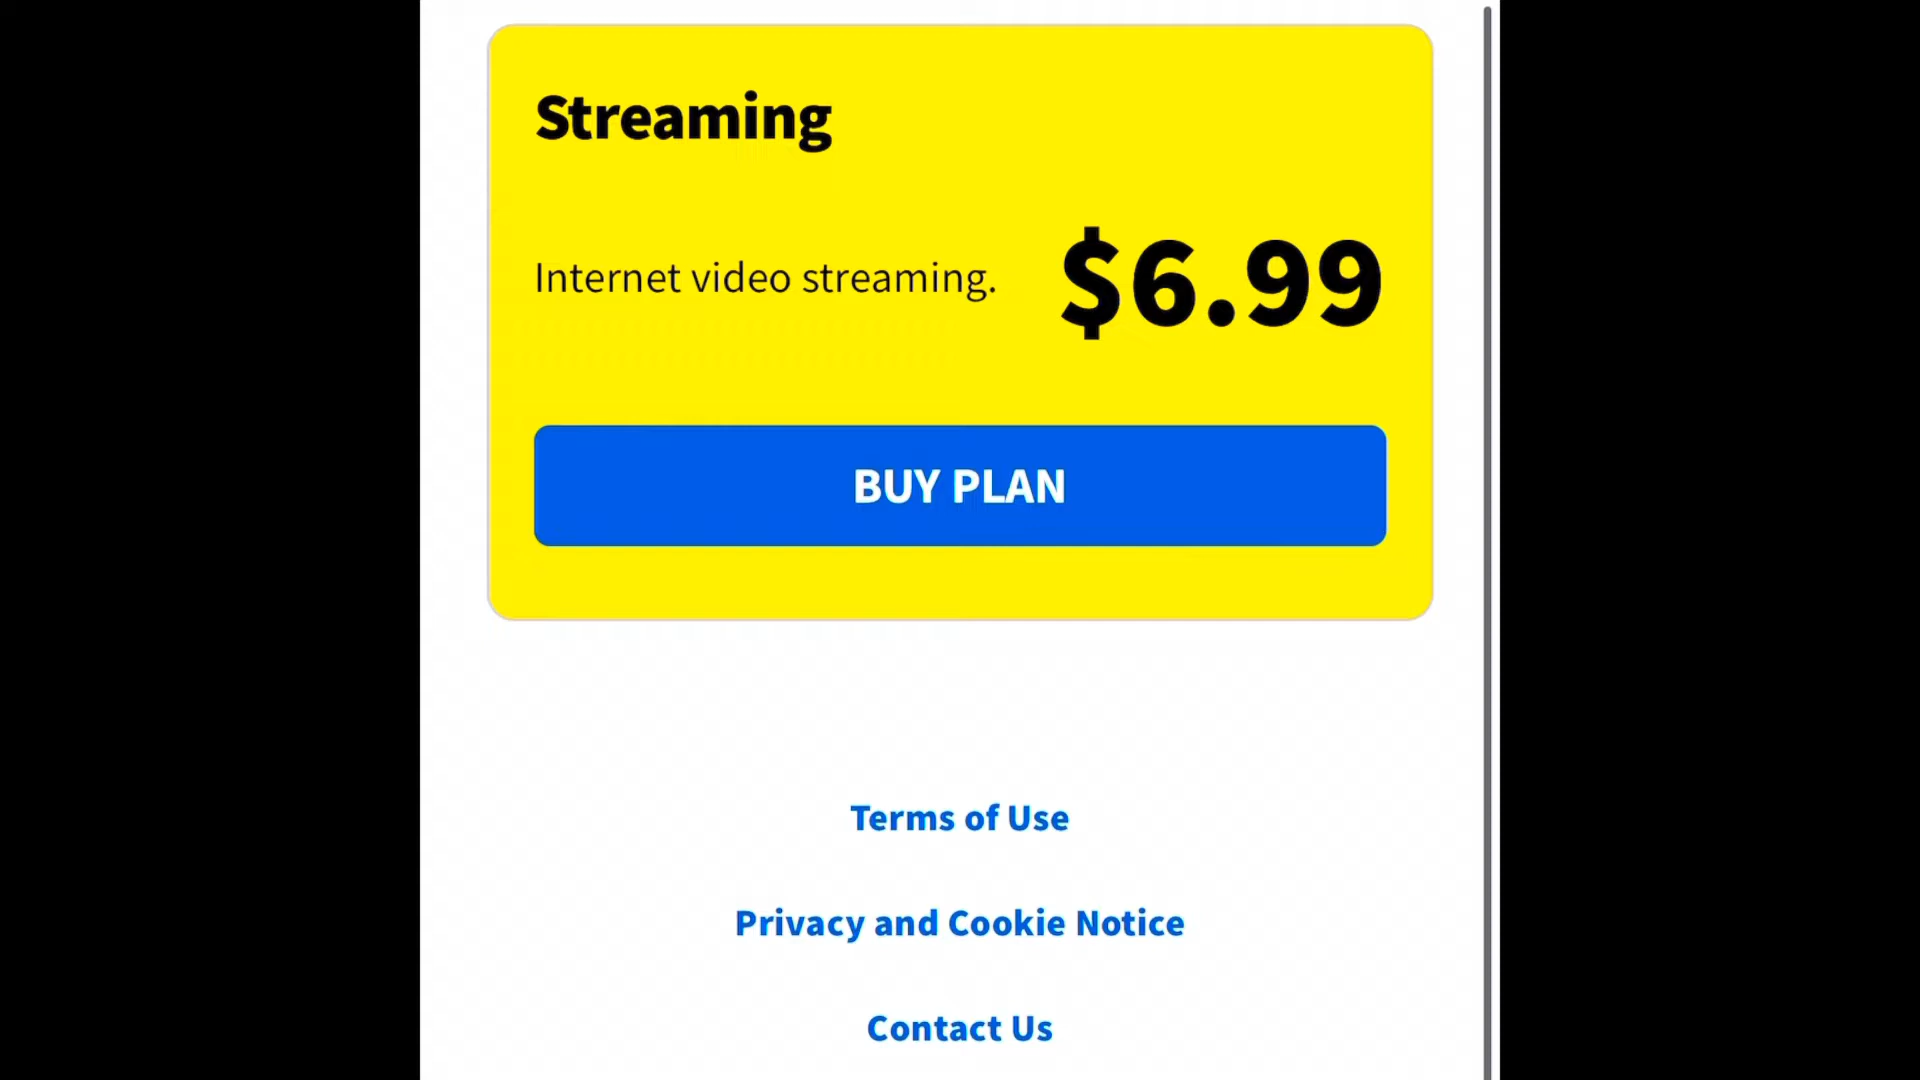 Streaming
Internet video streaming.
$6.99
BUY PLAN
Terms of Use
Privacy and Cookie Notice
Contact Us